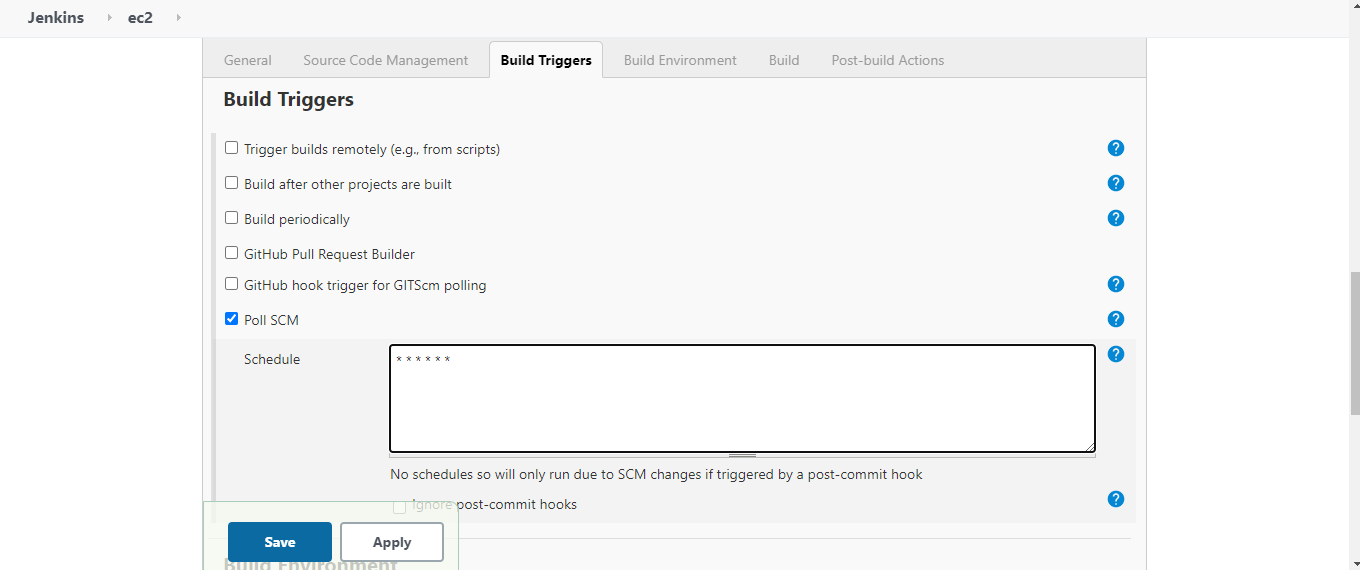 Jenkins ec2
General Source Code Management Build Triggers Build Environment Build Post-build Actions
Build Triggers
Trigger builds remotely (e.g., from scripts)
Build after other projects are built
Build periodically
GitHub Pull Request Builder
GitHub hook trigger for GITScm polling
Poll SCM
Schedule * * * * * *
No schedules so will only run due to SCM changes if triggered by a post-commit hook
Ignore post-commit hooks
Save Apply
Build Environment